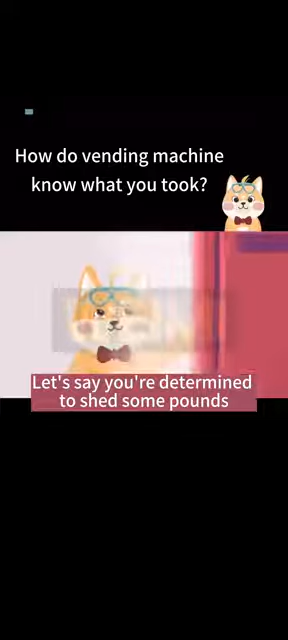 How do vending machine
know what you took?
Let's say you're determined
to shed some pounds